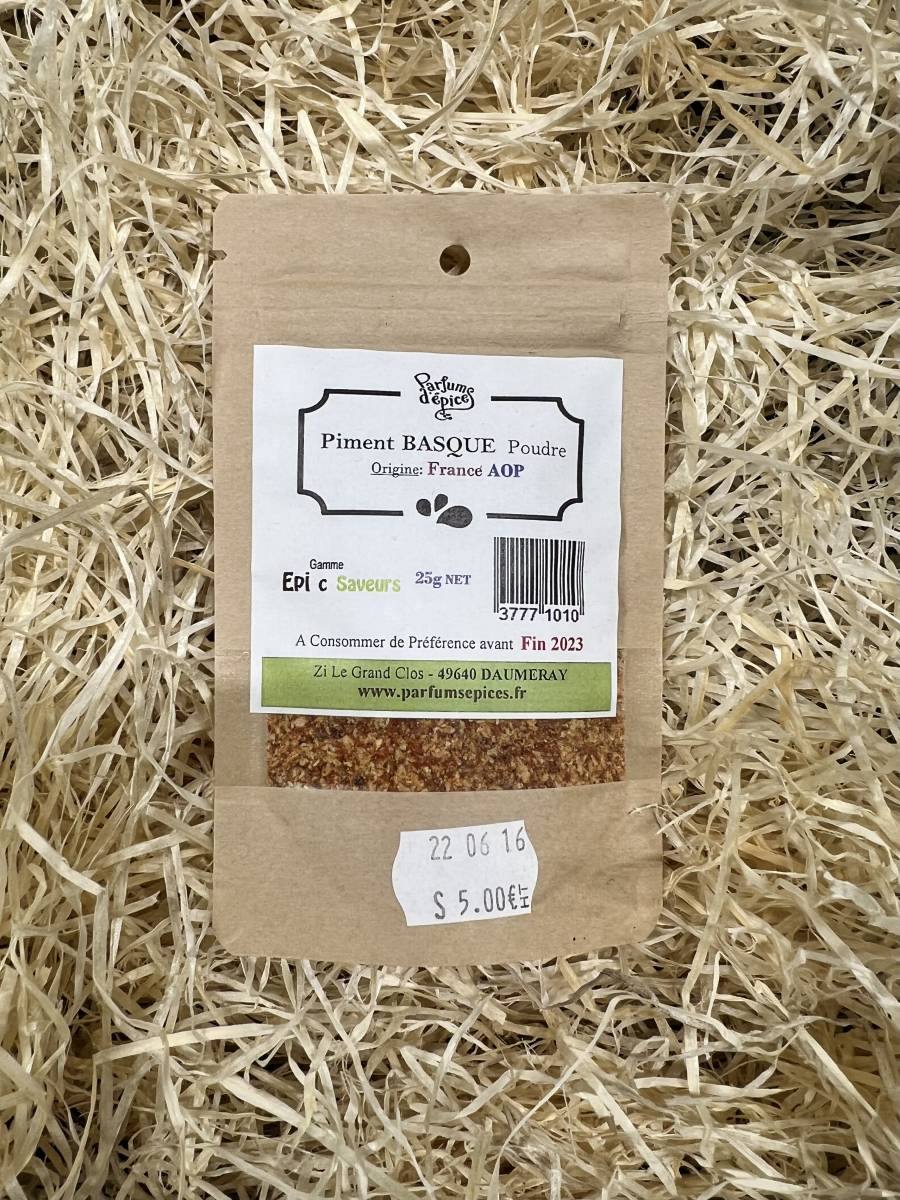 Parfums
d'épices
Piment BASQUE Poudre
Origine: France AOP
Gamme
Epi c Saveurs
25g NET
3777 1010
A Consommer de Préférence avant Fin 2023
Zi Le Grand Clos - 49640 DAUMERAY
www.parfumsepices.fr
22 06 16
S 5.00€ HT